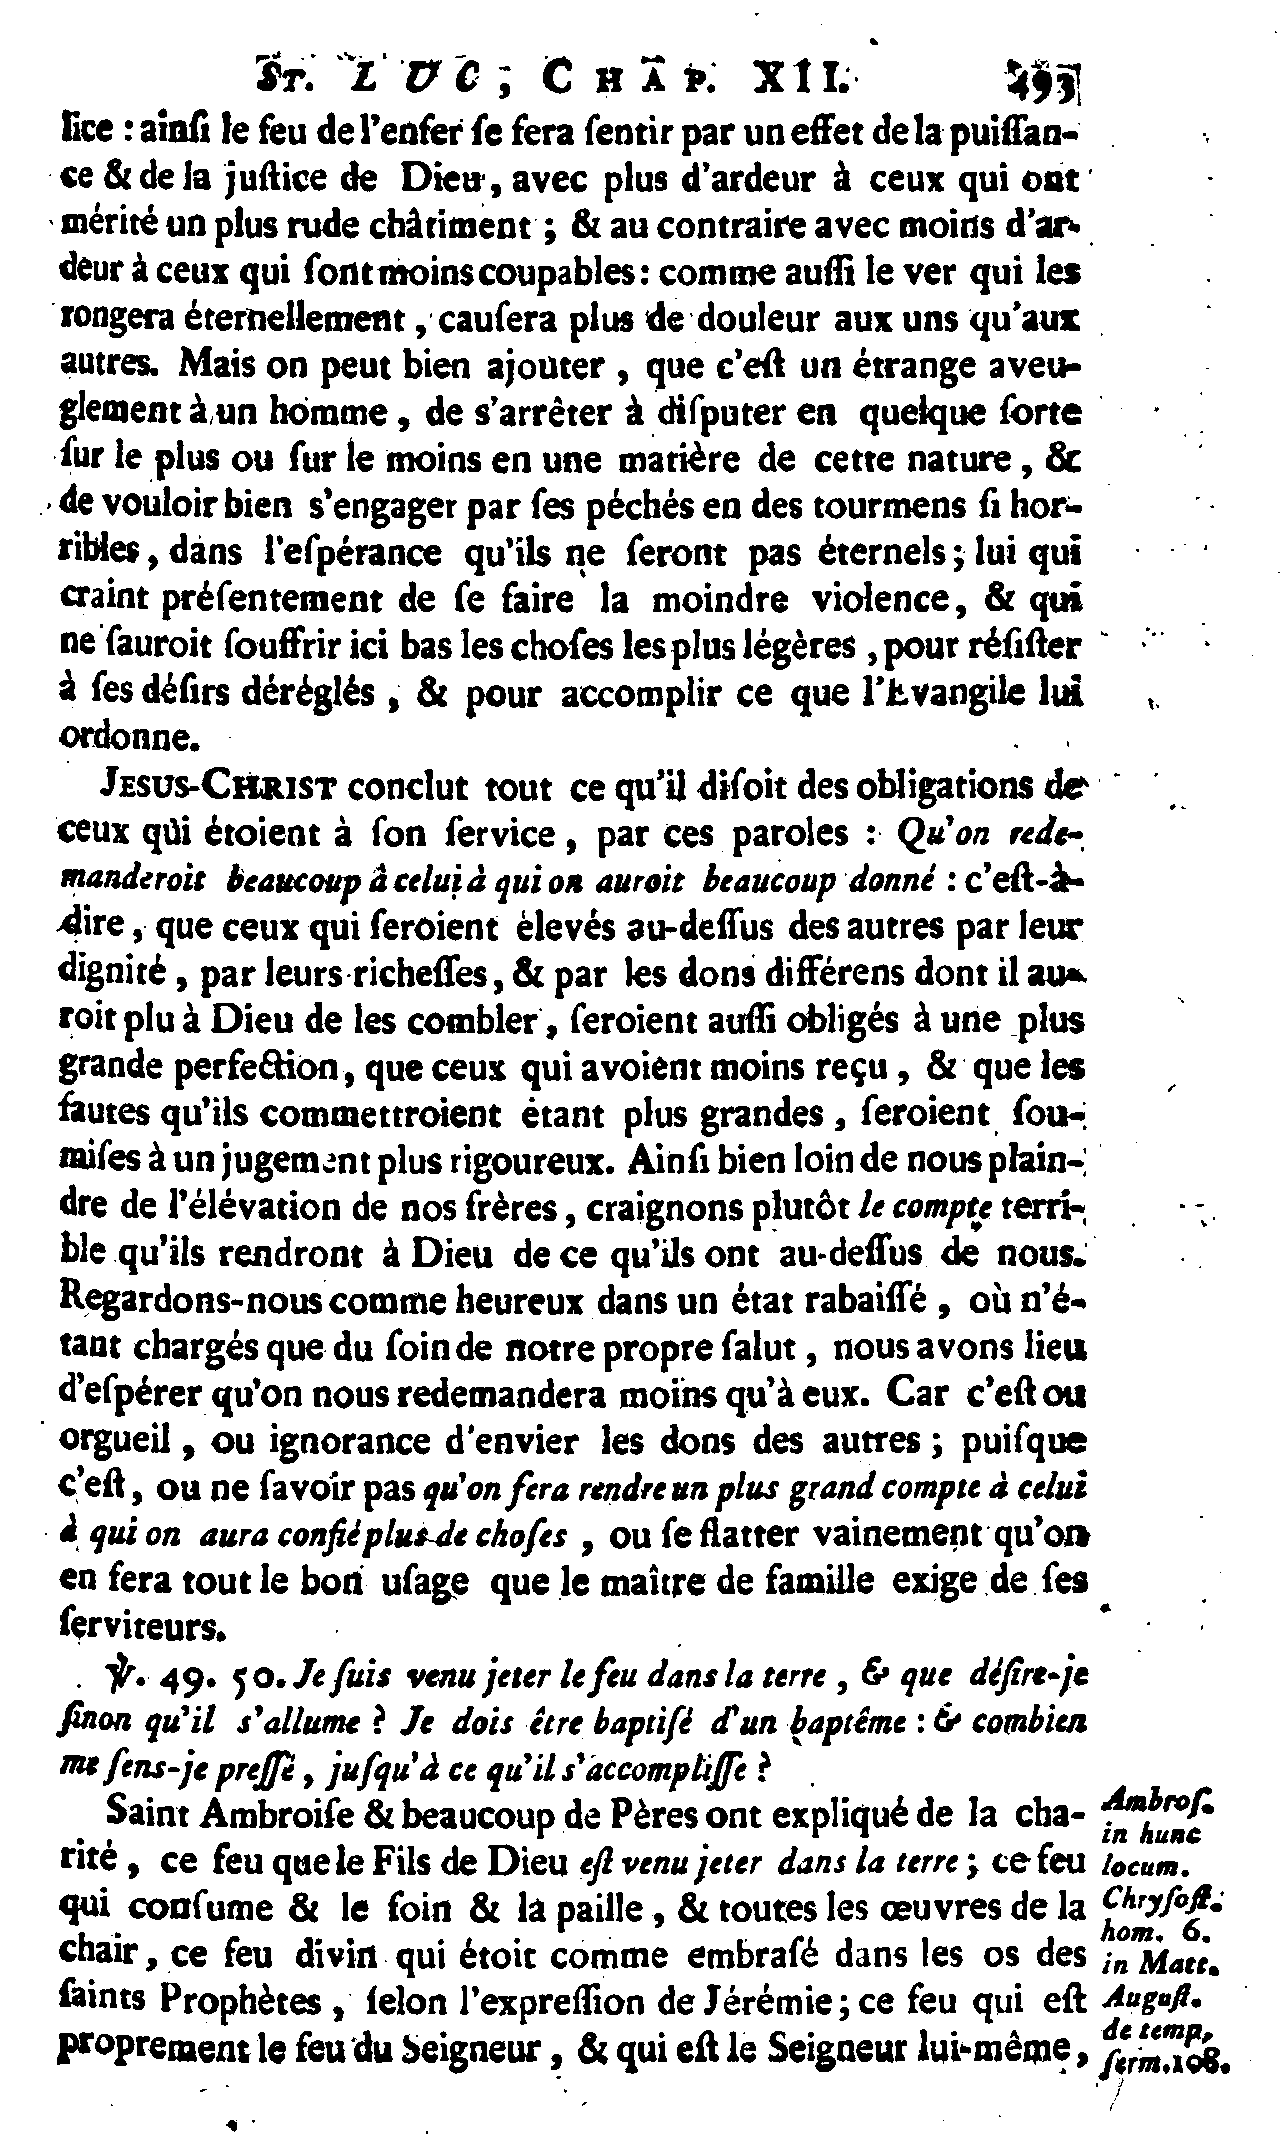 St. LUC, CHAP. XII. 493
lice : ainſi le feu de l'enfer ſe fera ſentir par un effet de la puiſſan-
ce & de la juſtice de Dieu, avec plus d'ardeur à ceux qui ont
mérité un plus rude châtiment ; & au contraire avec moins d'ar-
deur à ceux qui ſont moins coupables : comme auſſi le ver qui les
rongera éternellement, cauſera plus de douleur aux uns qu'aux
autres. Mais on peut bien ajouter, que c'eſt un étrange aveu-
glement à un homme, de s'arrêter à diſputer en quelque ſorte
ſur le plus ou ſur le moins en une matière de cette nature, &
de vouloir bien s'engager par ſes péchés en des tourmens ſi hor-
ribles, dans l'eſpérance qu'ils ne ſeront pas éternels ; lui qui
craint préſentement de ſe faire la moindre violence, & qui
ne ſauroit ſouffrir ici bas les choſes les plus légères, pour réſiſter
à ſes déſirs déréglés, & pour accomplir ce que l'Evangile lui
ordonne.
JESUS-CHRIST conclut tout ce qu'il diſoit des obligations de
ceux qui étoient à ſon ſervice, par ces paroles : Qu'on rede-
manderoit beaucoup à celui à qui on auroit beaucoup donné : c'eſt-à-
dire, que ceux qui ſeroient élevés au-deſſus des autres par leur
dignité, par leurs richeſſes, & par les dons différens dont il au-
roit plu à Dieu de les combler, ſeroient auſſi obligés à une plus
grande perfection, que ceux qui avoient moins reçu, & que les
fautes qu'ils commettroient étant plus grandes, ſeroient ſou-
miſes à un jugement plus rigoureux. Ainſi bien loin de nous plain-
dre de l'élévation de nos frères, craignons plutôt le compte terri-
ble qu'ils rendront à Dieu de ce qu'ils ont au-deſſus de nous.
Regardons-nous comme heureux dans un état rabaiſſé, où n'é-
tant chargés que du ſoin de notre propre ſalut, nous avons lieu
d'eſpérer qu'on nous redemandera moins qu'à eux. Car c'eſt ou
orgueil, ou ignorance d'envier les dons des autres ; puiſque
c'eſt, ou ne ſavoir pas qu'on fera rendre un plus grand compte à celui
à qui on aura confié plus de choſes, ou ſe flatter vainement qu'on
en fera tout le bon uſage que le maître de famille exige de ſes
ſerviteurs.
℣. 49. 50. Je ſuis venu jeter le feu dans la terre, & que déſire-je
ſinon qu'il s'allume ? Je dois être baptiſé d'un baptême : & combien
me ſens-je preſſé, juſqu'à ce qu'il s'accompliſſe ?
Saint Ambroiſe & beaucoup de Pères ont expliqué de la cha-
rité, ce feu que le Fils de Dieu eſt venu jeter dans la terre ; ce feu
qui conſume & le foin & la paille, & toutes les œuvres de la
chair, ce feu divin qui étoit comme embraſé dans les os des
ſaints Prophètes, ſelon l'expreſſion de Jérémie ; ce feu qui eſt
proprement le feu du Seigneur, & qui eſt le Seigneur lui-même,
Ambroſ.
in hunc
locum.
Chryſoſt.
hom. 6.
in Matt.
Auguſt.
de temp.
ſerm. 108.